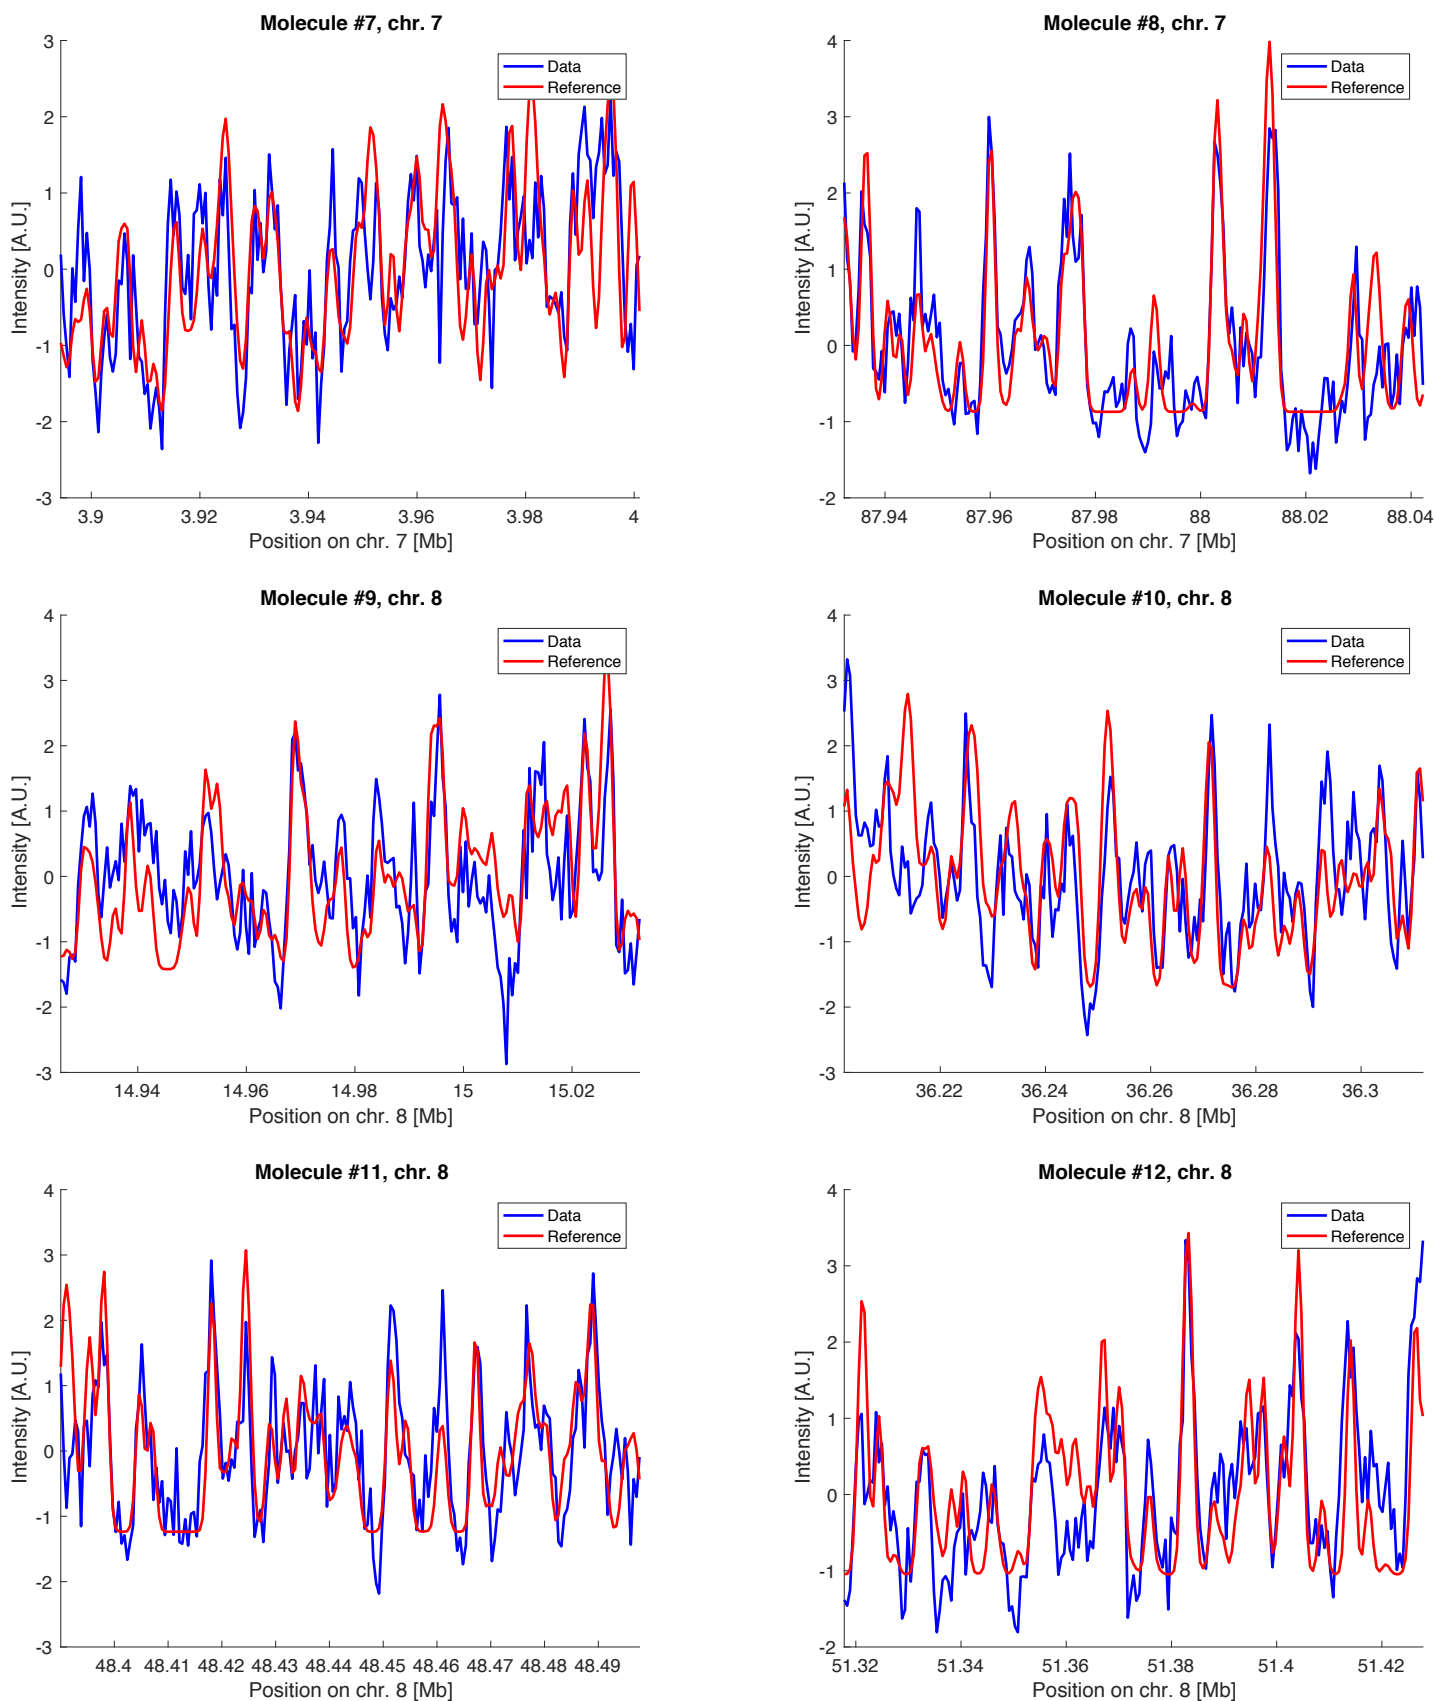 Molecule #7, chr. 7
Intensity [A.U.]
3
2
1
0
-1
-2
-3
Data
Reference
3.9 3.92 3.94 3.96 3.98 4
Position on chr. 7 [Mb]
Molecule #8, chr. 7
Intensity [A.U.]
4
3
2
1
0
-1
-2
Data
Reference
87.94 87.96 87.98 88 88.02 88.04
Position on chr. 7 [Mb]
Molecule #9, chr. 8
Intensity [A.U.]
4
3
2
1
0
-1
-2
-3
Data
Reference
14.94 14.96 14.98 15 15.02
Position on chr. 8 [Mb]
Molecule #10, chr. 8
Intensity [A.U.]
4
3
2
1
0
-1
-2
-3
Data
Reference
36.22 36.24 36.26 36.28 36.3
Position on chr. 8 [Mb]
Molecule #11, chr. 8
Intensity [A.U.]
4
3
2
1
0
-1
-2
-3
Data
Reference
48.4 48.41 48.42 48.43 48.44 48.45 48.46 48.47 48.48 48.49
Position on chr. 8 [Mb]
Molecule #12, chr. 8
Intensity [A.U.]
4
3
2
1
0
-1
-2
Data
Reference
51.32 51.34 51.36 51.38 51.4 51.42
Position on chr. 8 [Mb]